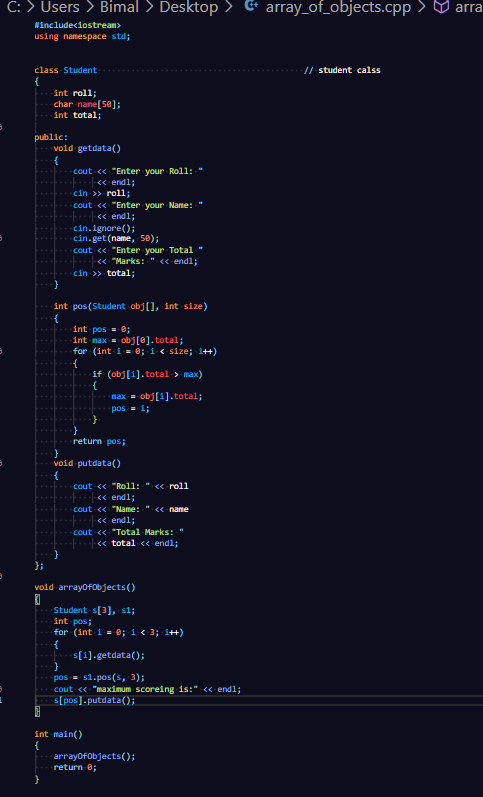 C: > Users > Bimal > Desktop > array_of_objects.cpp > arra
#include<iostream>
using namespace std;
class Student // student calss
{
int roll;
char name[50];
int total;
public:
void getdata()
{
cout << "Enter your Roll: "
<< endl;
cin >> roll;
cout << "Enter your Name: "
<< endl;
cin.ignore();
cin.get(name, 50);
cout << "Enter your Total "
<< "Marks: " << endl;
cin >> total;
}
int pos(Student obj[], int size)
{
int pos = 0;
int max = obj[0].total;
for (int i = 0; i < size; i++)
{
if (obj[i].total > max)
{
max = obj[i].total;
pos = i;
}
}
return pos;
}
void putdata()
{
cout << "Roll: " << roll
<< endl;
cout << "Name: " << name
<< endl;
cout << "Total Marks: "
<< total << endl;
}
};
void arrayOfObjects()
{
Student s[3], s1;
int pos;
for (int i = 0; i < 3; i++)
{
s[i].getdata();
}
pos = s1.pos(s, 3);
cout << "maximum scoreing is:" << endl;
s[pos].putdata();
}
int main()
{
arrayOfObjects();
return 0;
}